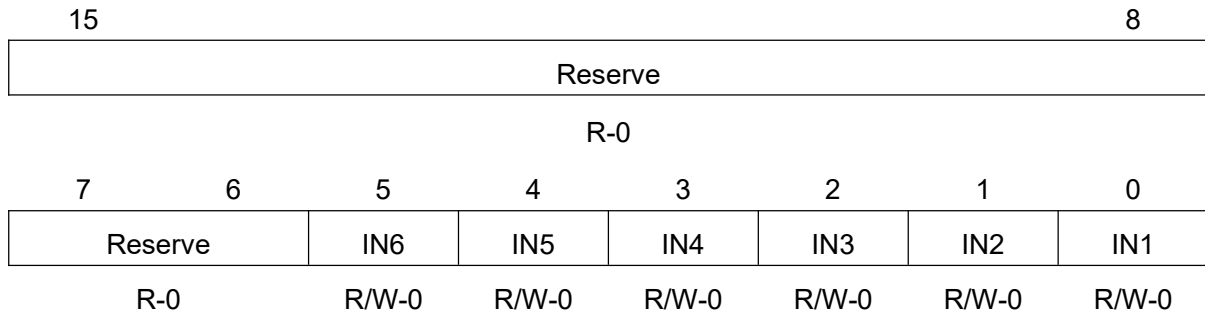 15 8
Reserve
R-0
7 6 5 4 3 2 1 0
Reserve IN6 IN5 IN4 IN3 IN2 IN1
R-0 R/W-0 R/W-0 R/W-0 R/W-0 R/W-0 R/W-0